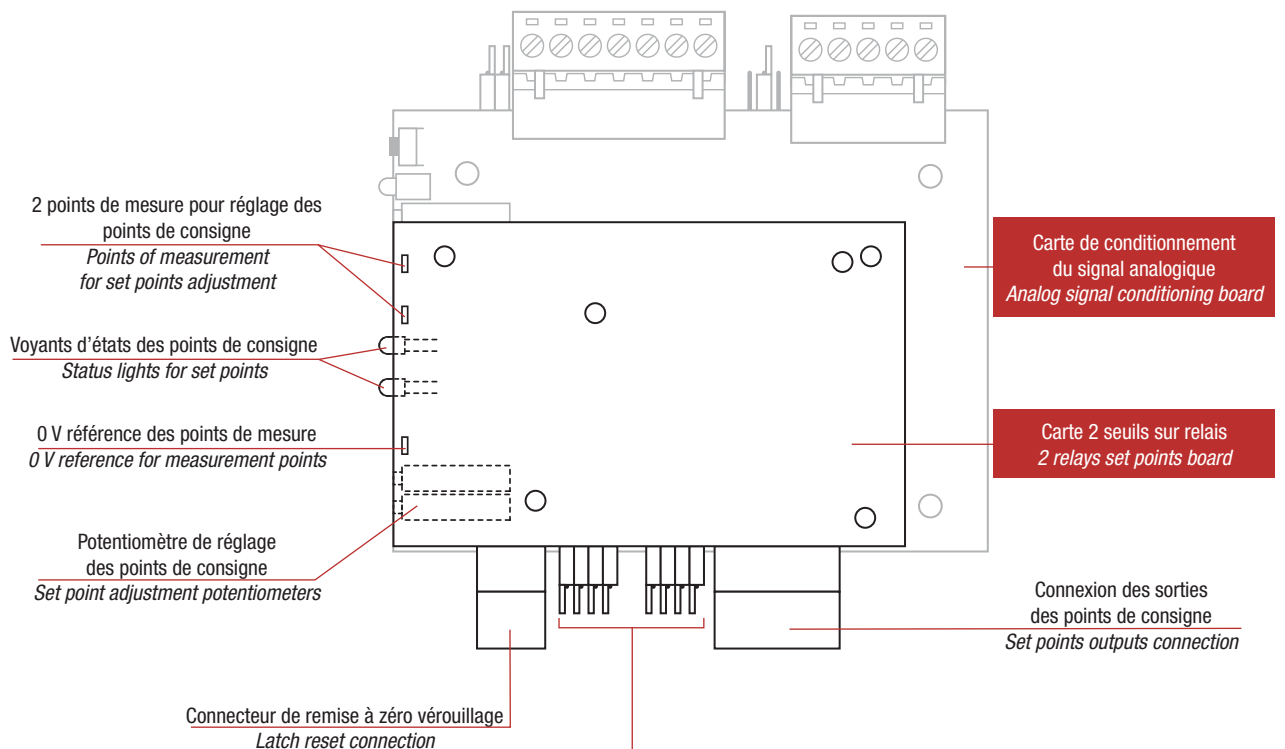 2 points de mesure pour réglage des
points de consigne
Points of measurement
for set points adjustment
Voyants d'états des points de consigne
Status lights for set points
0 V référence des points de mesure
0 V reference for measurement points
Potentiomètre de réglage
des points de consigne
Set point adjustment potentiometers
Connecteur de remise à zéro vérouillage
Latch reset connection
Carte de conditionnement
du signal analogique
Analog signal conditioning board
Carte 2 seuils sur relais
2 relays set points board
Connexion des sorties
des points de consigne
Set points outputs connection